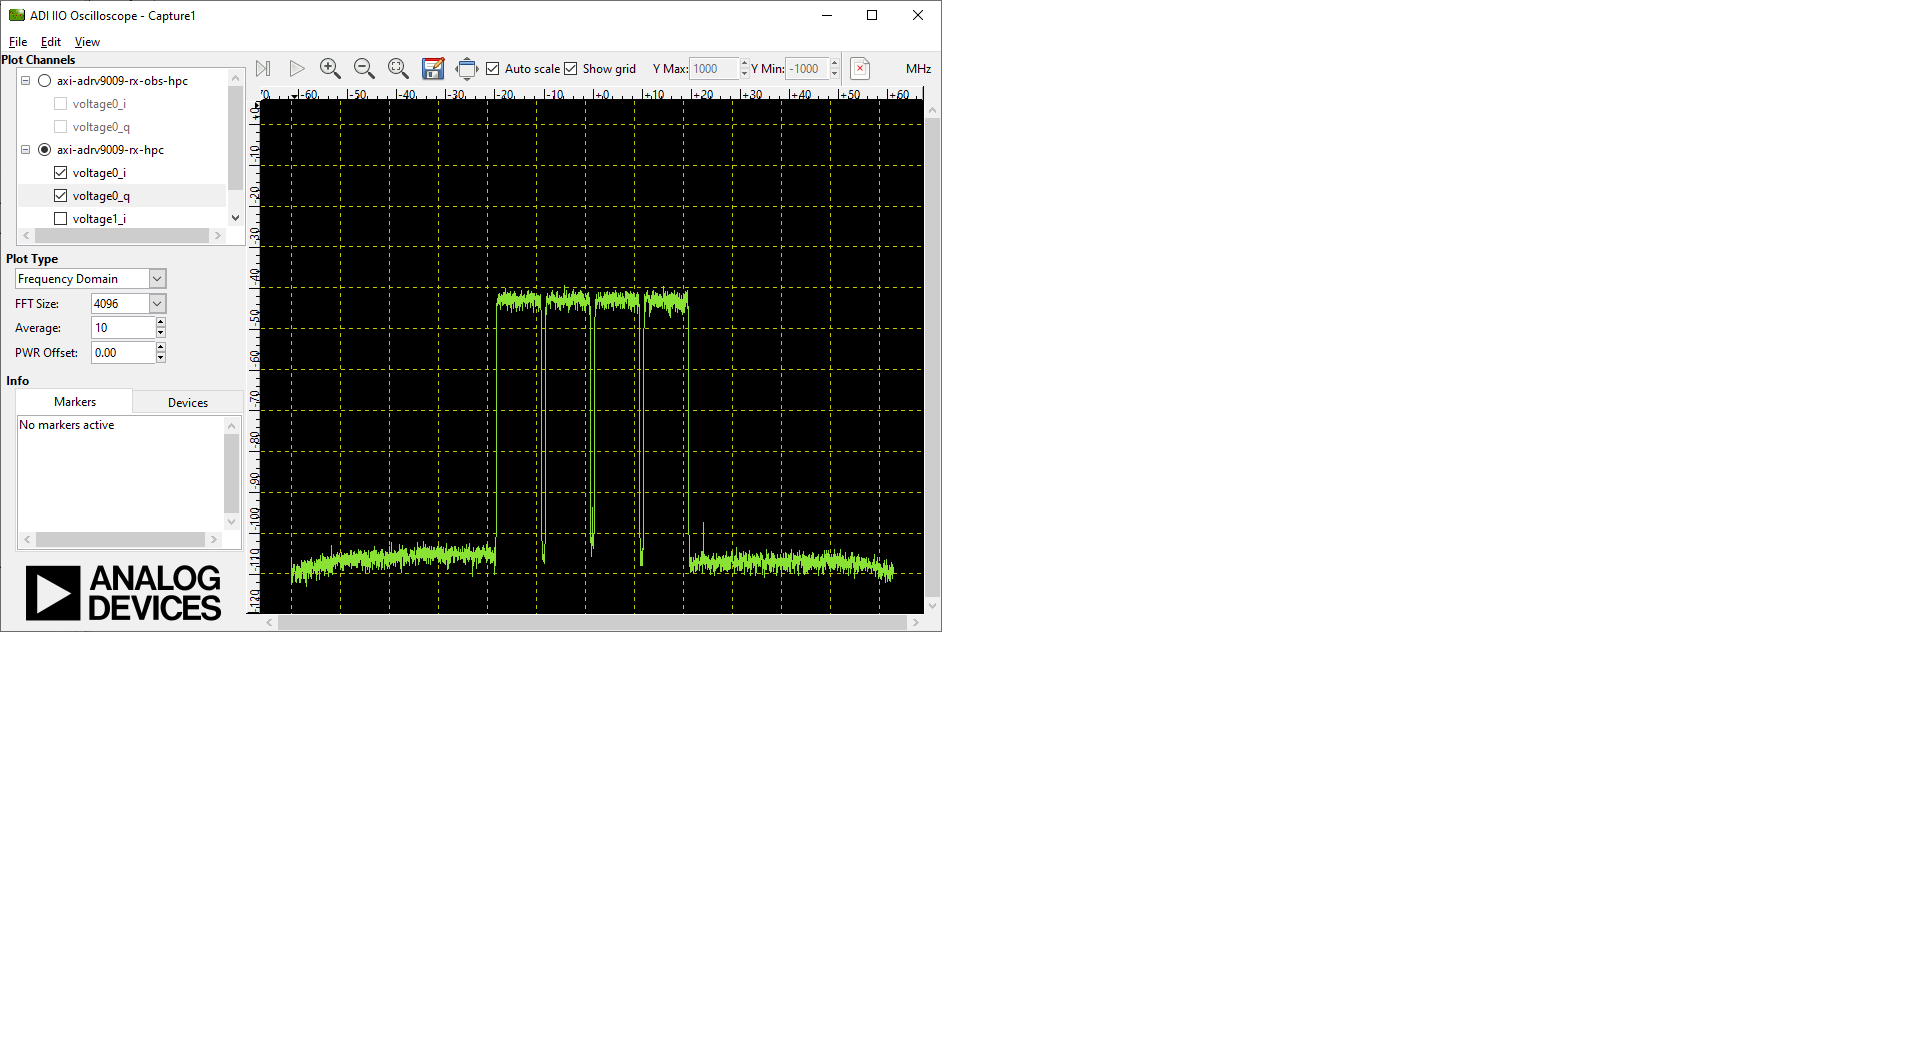 ADI IIO Oscilloscope - Capture1
File Edit View
Plot Channels
axi-adrv9009-rx-obs-hpc
voltage0_i
voltage0_q
axi-adrv9009-rx-hpc
voltage0_i
voltage0_q
voltage1_i
Auto scale Show grid Y Max: 1000 Y Min: -1000 MHz
-60 -50 -40 -30 -20 -10 +0 +10 +20 +30 +40 +50 +60
+0
-10
-20
-30
-40
-50
-60
-70
-80
-90
-100
-110
-120
Plot Type
Frequency Domain
FFT Size: 4096
Average: 10
PWR Offset: 0.00
Info
Markers Devices
No markers active
ANALOG
DEVICES